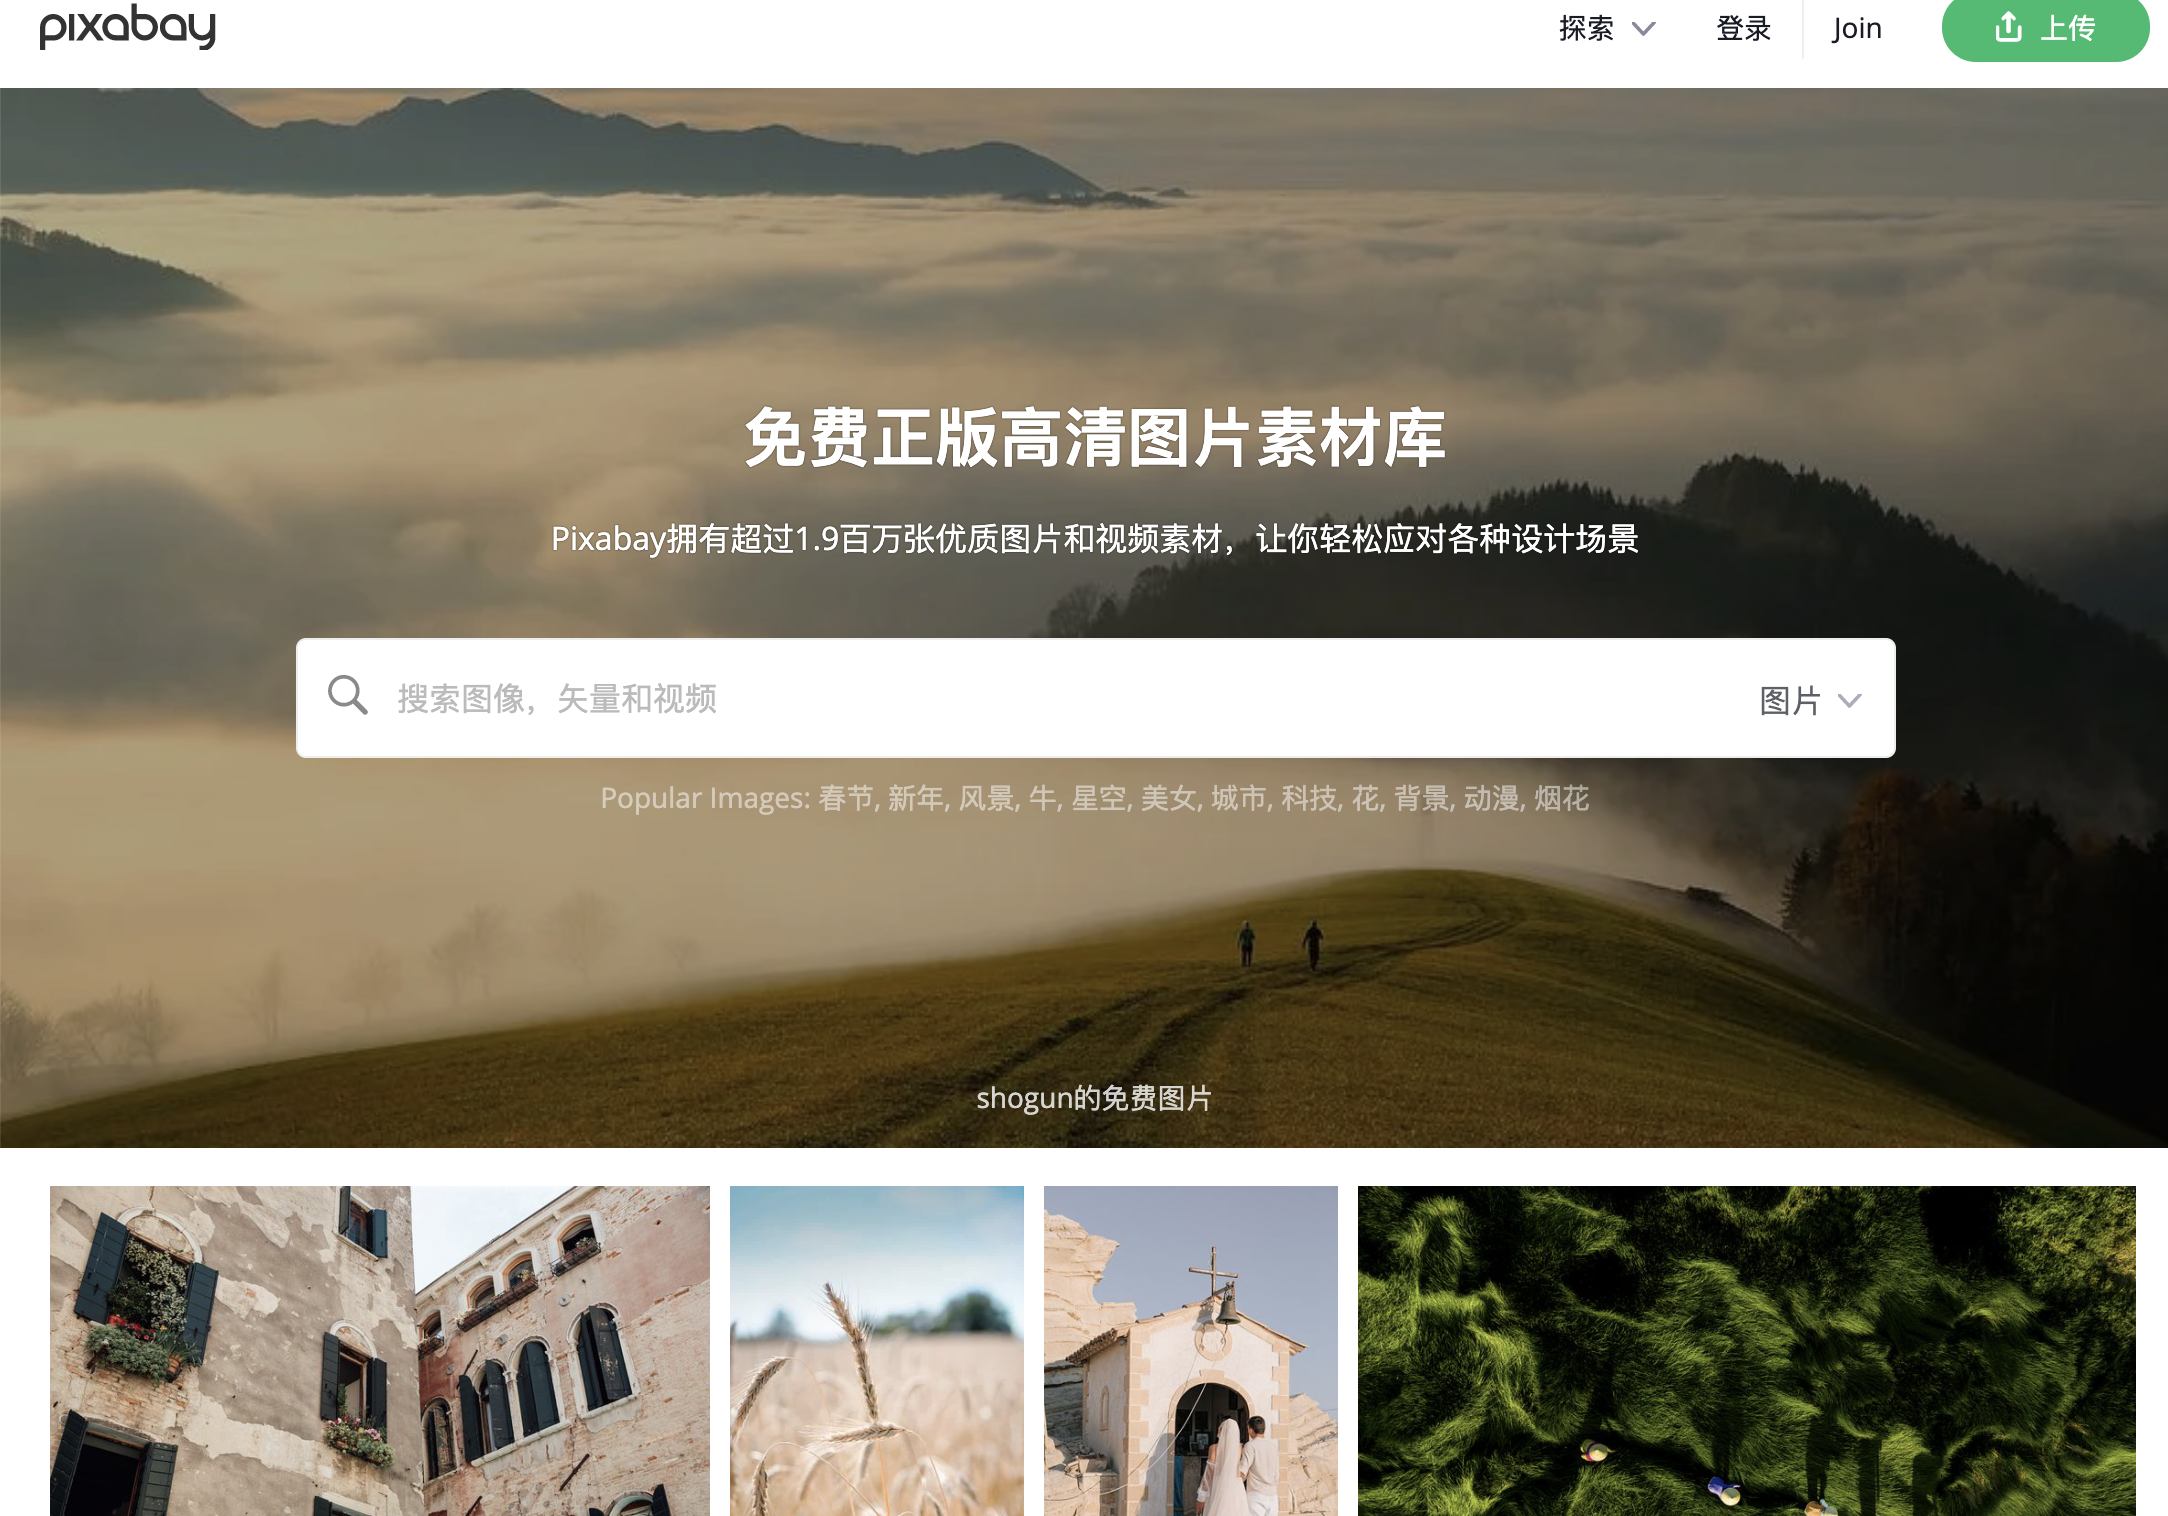 pixabay
探索 登录 Join 上传
免费正版高清图片素材库
Pixabay拥有超过1.9百万张优质图片和视频素材，让你轻松应对各种设计场景
搜索图像，矢量和视频 图片
Popular Images: 春节, 新年, 风景, 牛, 星空, 美女, 城市, 科技, 花, 背景, 动漫, 烟花
shogun的免费图片